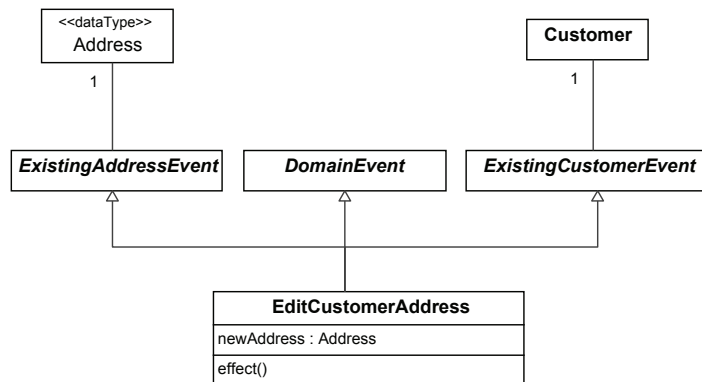 <<dataType>>
Address
Customer
1
1
ExistingAddressEvent
DomainEvent
ExistingCustomerEvent
EditCustomerAddress
newAddress : Address
effect()